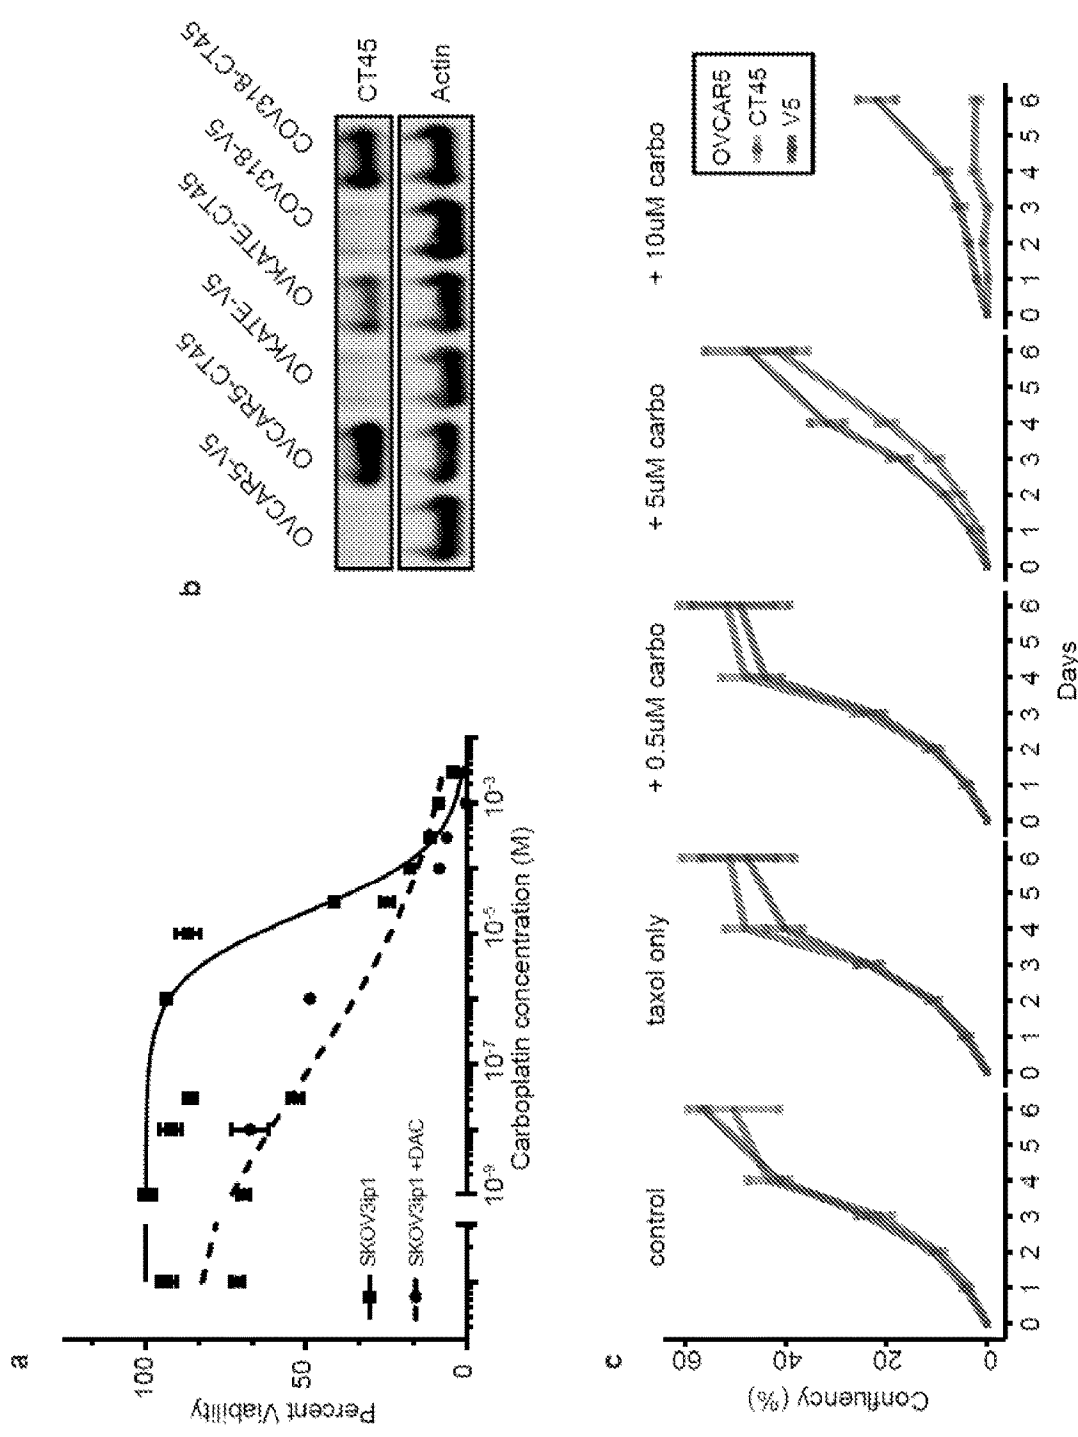 a
Percent Viability
100
50
0
10⁻⁹
10⁻⁷
10⁻⁵
10⁻³
Carboplatin concentration (M)
SKOV3ip1
SKOV3ip1 +DAC
b
OVCAR5-V5
OVCAR5-CT45
OVKATE-V5
OVKATE-CT45
COV318-V5
COV318-CT45
CT45
Actin
c
Confluency (%)
60
40
20
0
control
0 1 2 3 4 5 6
taxol only
0 1 2 3 4 5 6
+ 0.5uM carbo
0 1 2 3 4 5 6
+ 5uM carbo
0 1 2 3 4 5 6
+ 10uM carbo
0 1 2 3 4 5 6
Days
OVCAR5
CT45
V5